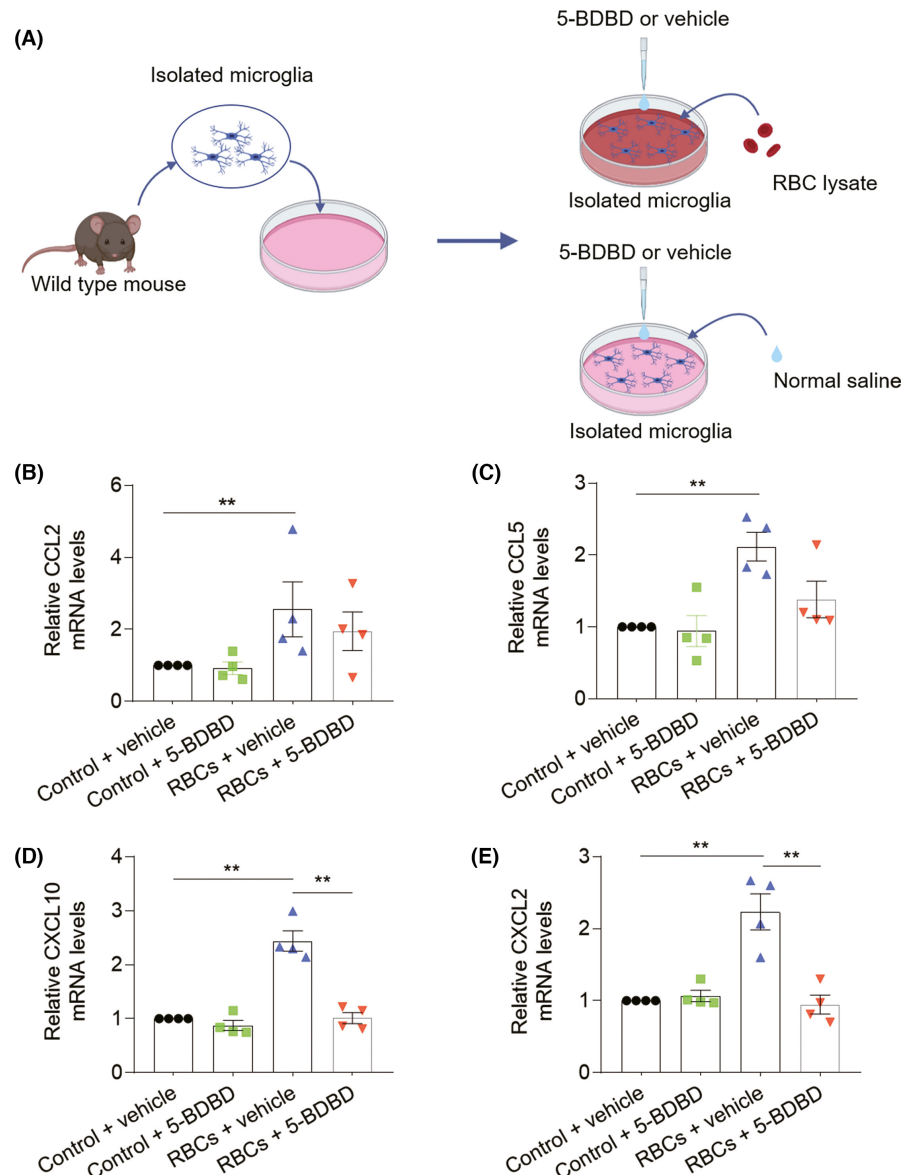 (A)
Isolated microglia
Wild type mouse
5-BDBD or vehicle
RBC lysate
Isolated microglia
5-BDBD or vehicle
Normal saline
Isolated microglia
(B)
Relative CCL2
mRNA levels
6
4
2
0
**
Control + vehicle
Control + 5-BDBD
RBCs + vehicle
RBCs + 5-BDBD
(C)
Relative CCL5
mRNA levels
3
2
1
0
**
Control + vehicle
Control + 5-BDBD
RBCs + vehicle
RBCs + 5-BDBD
(D)
Relative CXCL10
mRNA levels
4
3
2
1
0
**
**
Control + vehicle
Control + 5-BDBD
RBCs + vehicle
RBCs + 5-BDBD
(E)
Relative CXCL2
mRNA levels
3
2
1
0
**
**
Control + vehicle
Control + 5-BDBD
RBCs + vehicle
RBCs + 5-BDBD